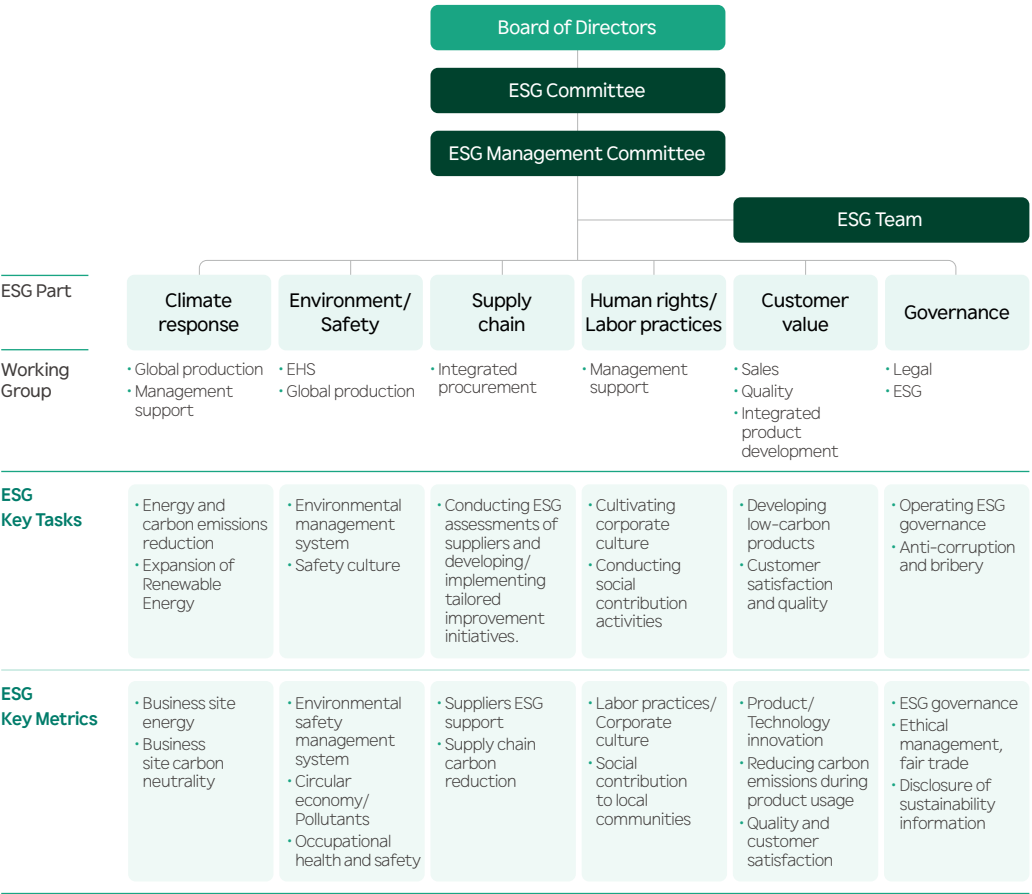 Board of Directors
ESG Committee
ESG Management Committee
ESG Team
ESG Part
Climate
response
Environment/
Safety
Supply
chain
Human rights/
Labor practices
Customer
value
Governance
Working
Group
• Global production
• Management
support
• EHS
• Global production
• Integrated
procurement
• Management
support
• Sales
• Quality
• Integrated
product
development
• Legal
• ESG
ESG
Key Tasks
• Energy and
carbon emissions
reduction
• Expansion of
Renewable
Energy
• Environmental
management
system
• Safety culture
• Conducting ESG
assessments of
suppliers and
developing/
implementing
tailored
improvement
initiatives.
• Cultivating
corporate
culture
• Conducting
social
contribution
activities
• Developing
low-carbon
products
• Customer
satisfaction
and quality
• Operating ESG
governance
• Anti-corruption
and bribery
ESG
Key Metrics
• Business site
energy
• Business
site carbon
neutrality
• Environmental
safety
management
system
• Circular
economy/
Pollutants
• Occupational
health and safety
• Suppliers ESG
support
• Supply chain
carbon
reduction
• Labor practices/
Corporate
culture
• Social
contribution
to local
communities
• Product/
Technology
innovation
• Reducing carbon
emissions during
product usage
• Quality and
customer
satisfaction
• ESG governance
• Ethical
management,
fair trade
• Disclosure of
sustainability
information